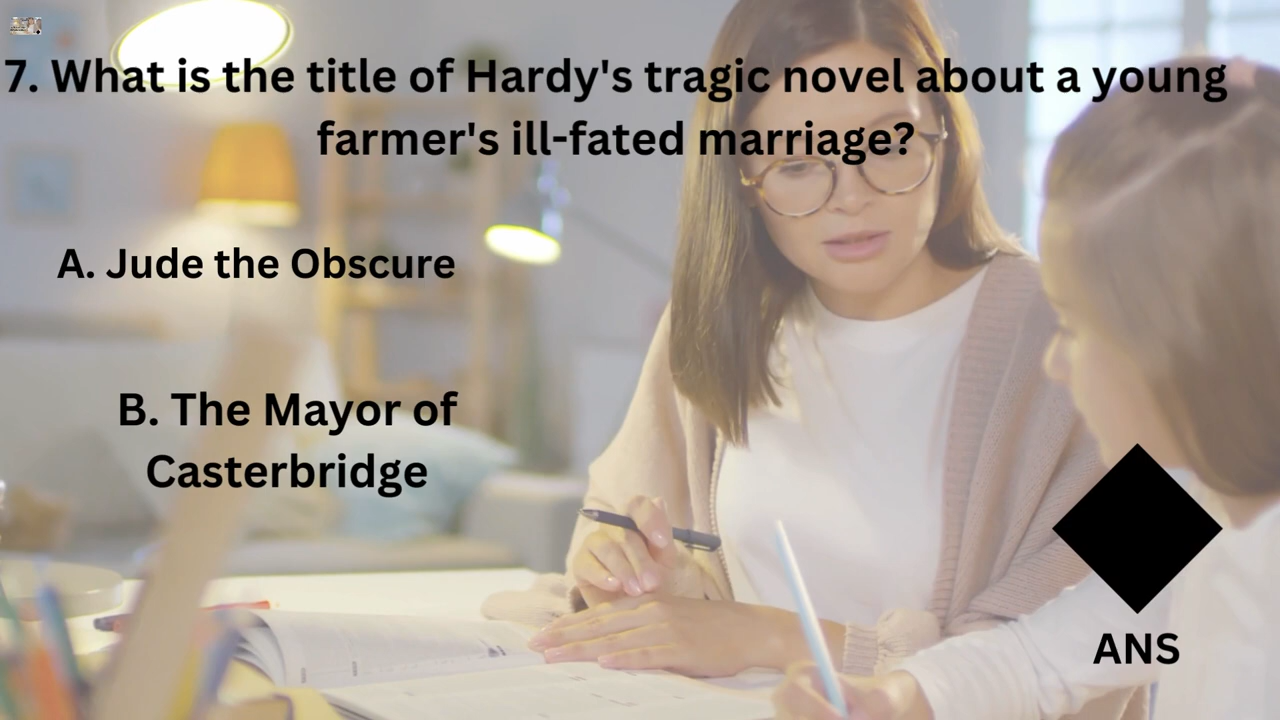 7. What is the title of Hardy's tragic novel about a young
farmer's ill-fated marriage?
A. Jude the Obscure
B. The Mayor of
Casterbridge
ANS